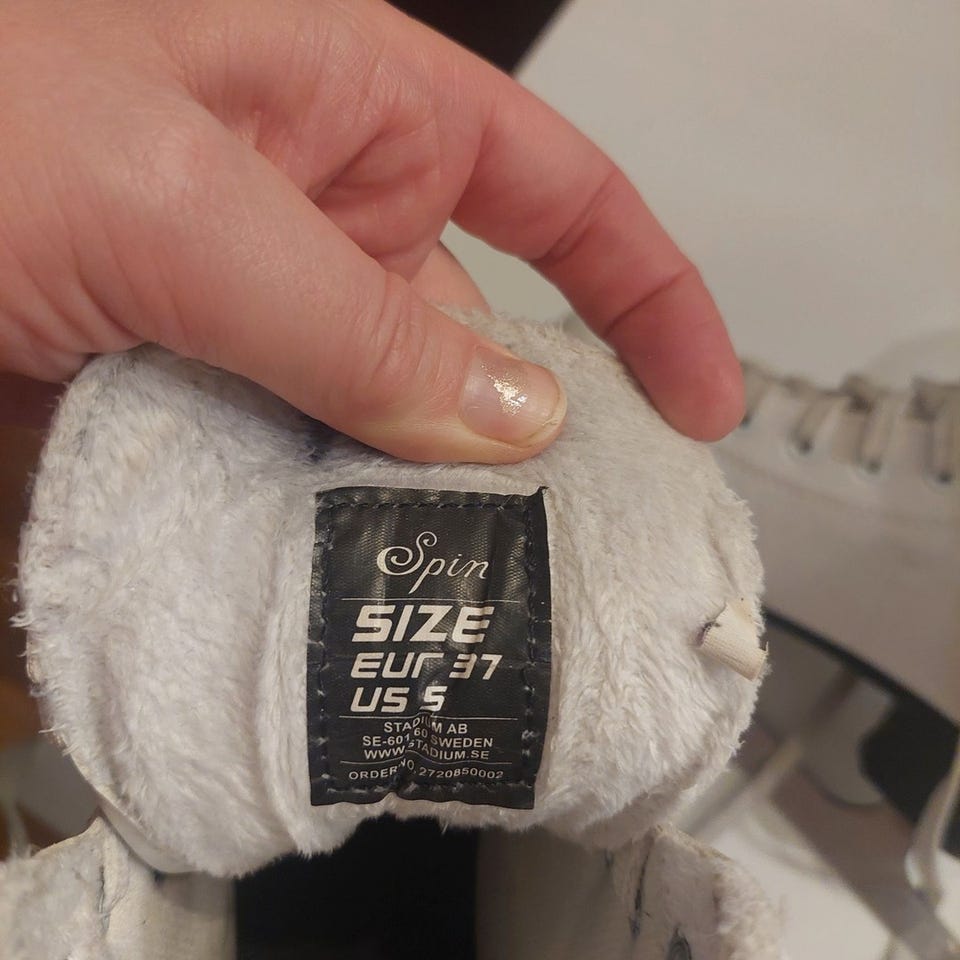 Spin
SIZE
EUr 37
US 5
STADIUM AB
SE-601 60 SWEDEN
WWW.STADIUM.SE
ORDER NO. 2720850002